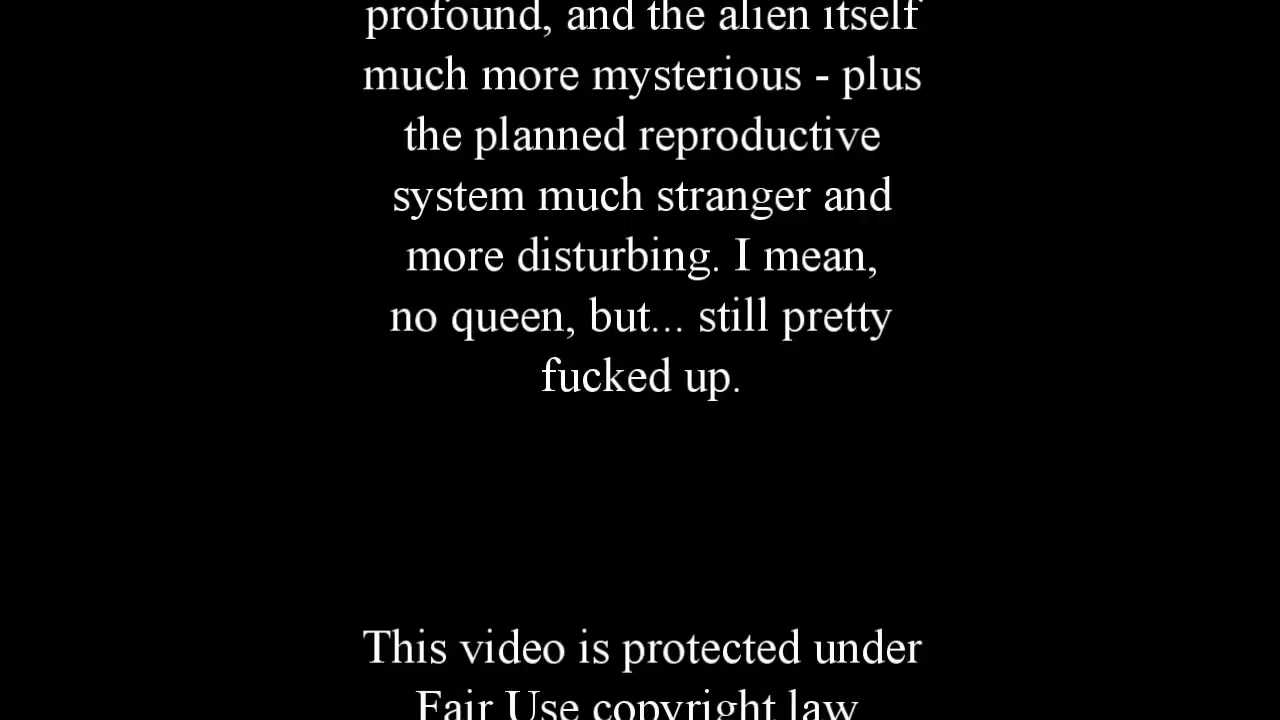 profound, and the alien itself
much more mysterious - plus
the planned reproductive
system much stranger and
more disturbing. I mean,
no queen, but... still pretty
fucked up.
This video is protected under
Fair Use copyright law